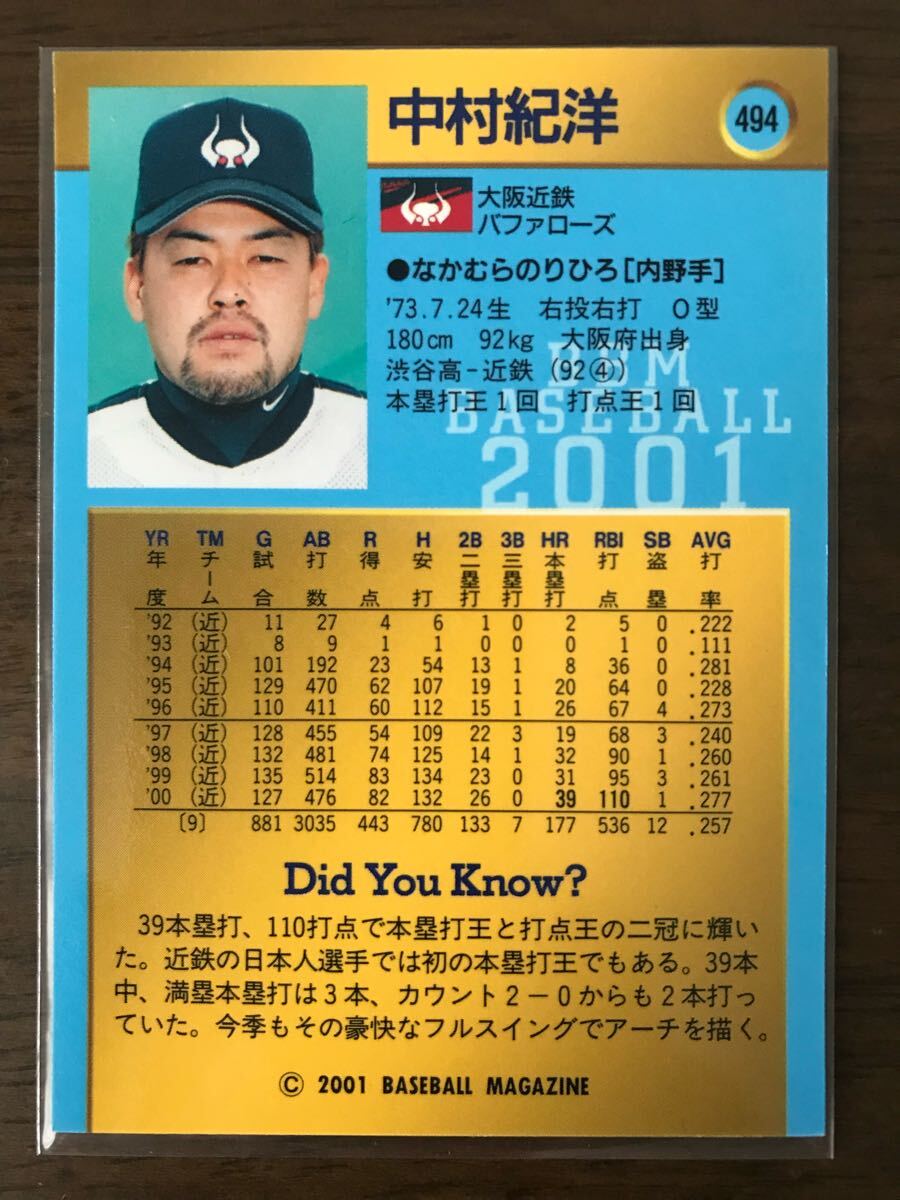 中村紀洋
494
大阪近鉄
バファローズ
●なかむらのりひろ[内野手]
'73.7.24生 右投右打 O型
180cm 92kg 大阪府出身
渋谷高-近鉄 (92④)
本塁打王1回 打点王1回
BBM
BASEBALL
2001
YR TM G AB R H 2B 3B HR RBI SB AVG
年度 チーム 試合 打数 得点 安打 二塁打 三塁打 本塁打 打点 盗塁 打率
'92 (近) 11 27 4 6 1 0 2 5 0 .222
'93 (近) 8 9 1 1 0 0 0 1 0 .111
'94 (近) 101 192 23 54 13 1 8 36 0 .281
'95 (近) 129 470 62 107 19 1 20 64 0 .228
'96 (近) 110 411 60 112 15 1 26 67 4 .273
'97 (近) 128 455 54 109 22 3 19 68 3 .240
'98 (近) 132 481 74 125 14 1 32 90 1 .260
'99 (近) 135 514 83 134 23 0 31 95 3 .261
'00 (近) 127 476 82 132 26 0 39 110 1 .277
〔9〕 881 3035 443 780 133 7 177 536 12 .257
Did You Know?
39本塁打、110打点で本塁打王と打点王の二冠に輝い
た。近鉄の日本人選手では初の本塁打王でもある。39本
中、満塁本塁打は3本、カウント2-0からも2本打っ
ていた。今季もその豪快なフルスイングでアーチを描く。
© 2001 BASEBALL MAGAZINE